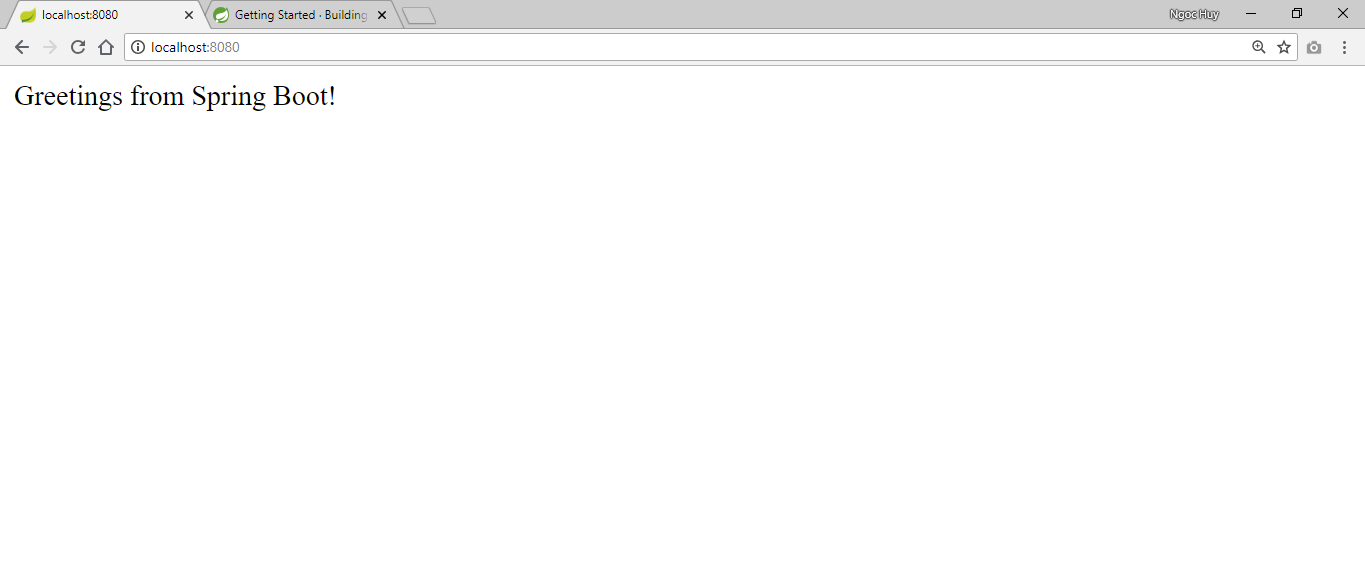 localhost:8080
Getting Started · Building
Ngoc Huy
localhost:8080
Greetings from Spring Boot!